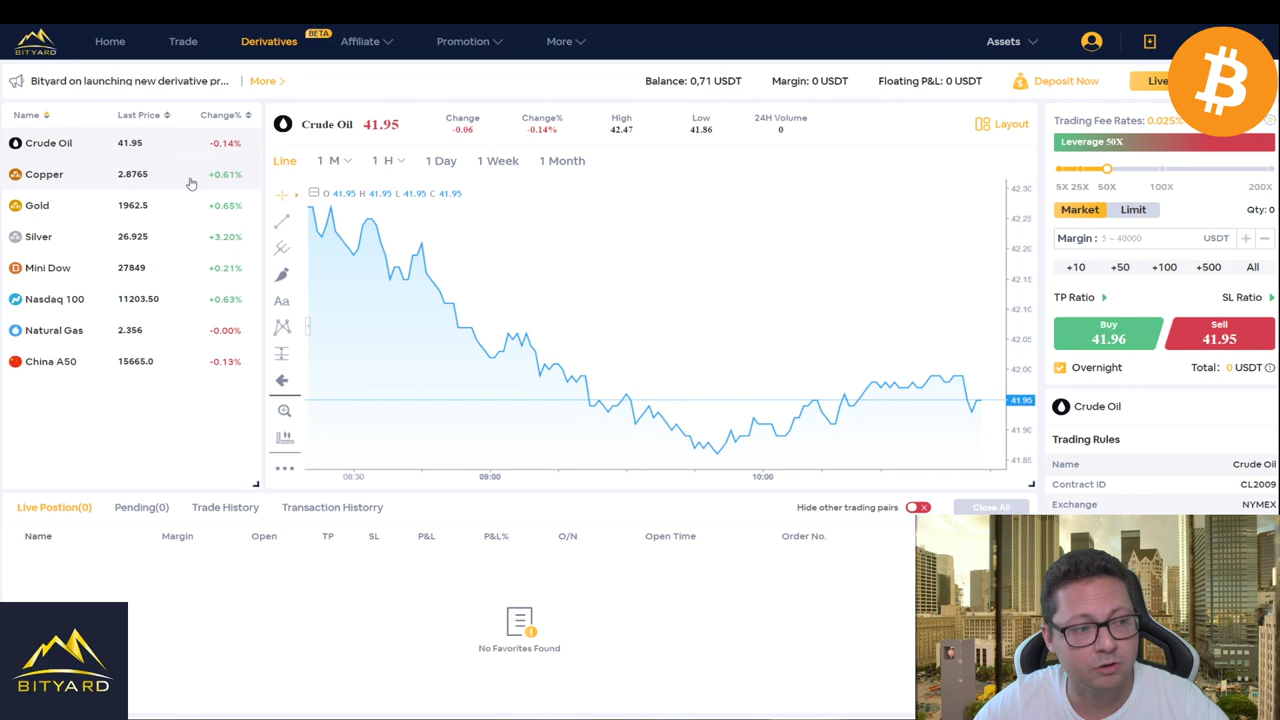 BITYARD
Home
Trade
Derivatives
BETA
Affiliate
Promotion
More
Assets
Bityard on launching new derivative pr...
More >
Balance: 0,71 USDT
Margin: 0 USDT
Floating P&L: 0 USDT
Deposit Now
Live
Name
Last Price
Change%
Crude Oil 41.95 -0.14%
Copper 2.8765 +0.61%
Gold 1962.5 +0.65%
Silver 26.925 +3.20%
Mini Dow 27849 +0.21%
Nasdaq 100 11203.50 +0.63%
Natural Gas 2.356 -0.00%
China A50 15665.0 -0.13%
Crude Oil 41.95
Change
-0.06
Change%
-0.14%
High
42.47
Low
41.86
24H Volume
0
Layout
Line
1 M
1 H
1 Day
1 Week
1 Month
O 41.95 H 41.95 L 41.95 C 41.95
Aa
42.30
42.25
42.20
42.15
42.10
42.05
42.00
41.95
41.90
41.85
08:30
09:00
10:00
Trading Fee Rates: 0.025%
Leverage 50X
5X 25X 50X 100X 200X
Market
Limit
Qty: 0
Margin : 5 ~ 40000 USDT
+10 +50 +100 +500 All
TP Ratio
SL Ratio
Buy
41.96
Sell
41.95
Overnight
Total: 0 USDT
Crude Oil
Trading Rules
Name Crude Oil
Contract ID CL2009
Exchange NYMEX
Live Postion(0)
Pending(0)
Trade History
Transaction Historry
Hide other trading pairs
Close All
Name Margin Open TP SL P&L P&L% O/N Open Time Order No.
No Favorites Found
BITYARD